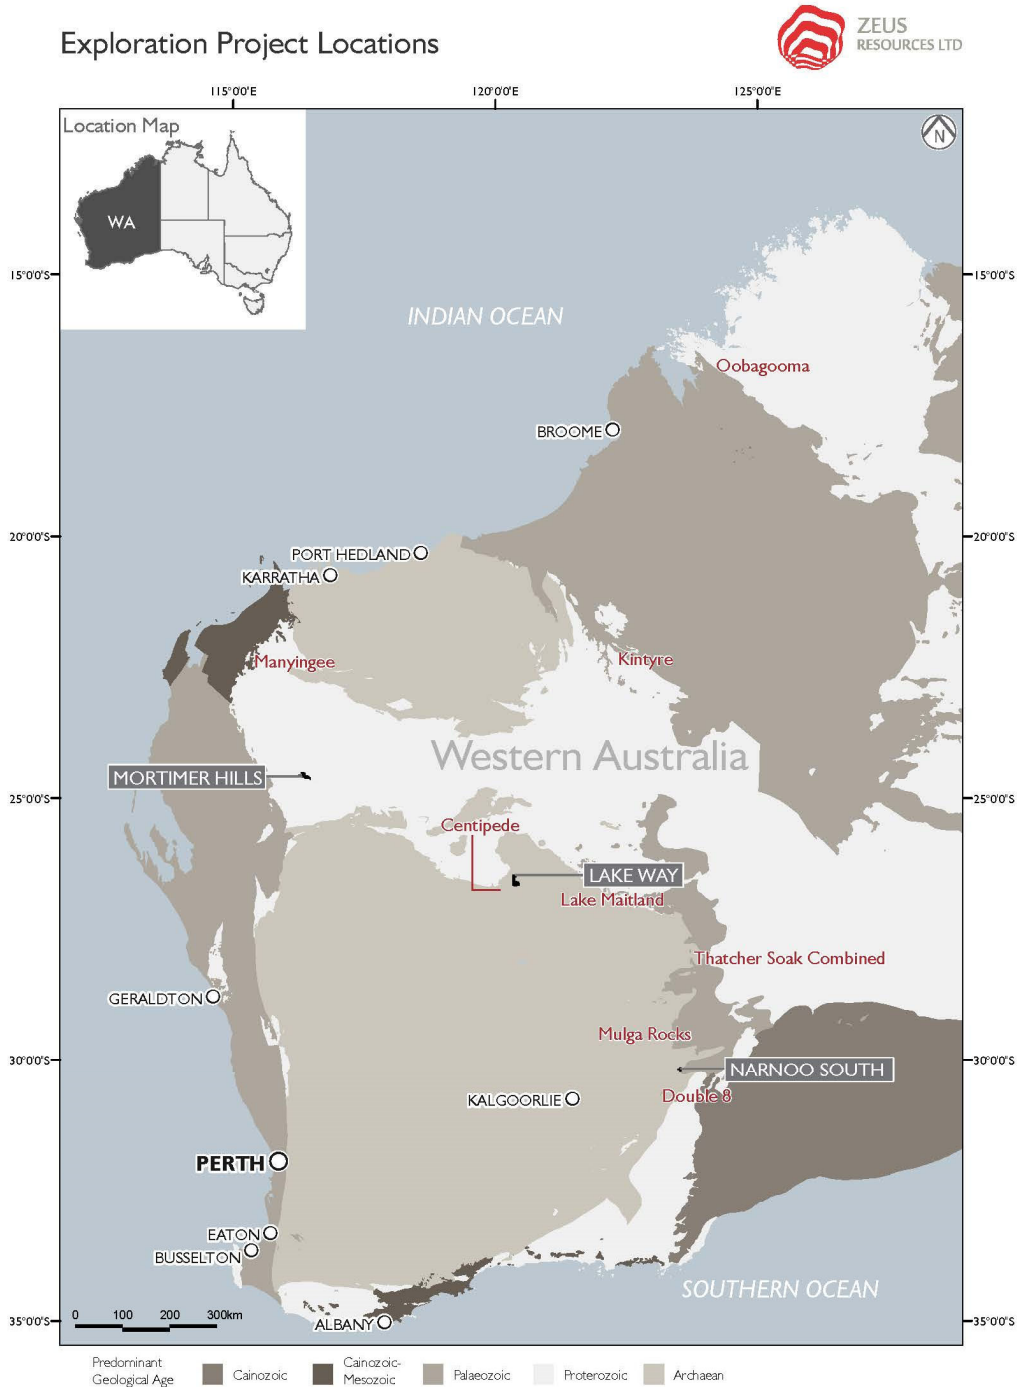 Exploration Project Locations
ZEUS
RESOURCES LTD
115°0'0"E
120°0'0"E
125°0'0"E
Location Map
WA
N
15°0'0"S
15°0'0"S
INDIAN OCEAN
Oobagooma
BROOME
20°0'0"S
20°0'0"S
PORT HEDLAND
KARRATHA
Manyingee
Kintyre
Western Australia
MORTIMER HILLS
25°0'0"S
25°0'0"S
Centipede
LAKE WAY
Lake Maitland
Thatcher Soak Combined
GERALDTON
Mulga Rocks
30°0'0"S
30°0'0"S
NARNOO SOUTH
Double 8
KALGOORLIE
PERTH
EATON
BUSSELTON
SOUTHERN OCEAN
0 100 200 300km
ALBANY
35°0'0"S
35°0'0"S
Predominant
Geological Age
Cainozoic
Cainozoic-
Mesozoic
Palaeozoic
Proterozoic
Archaean